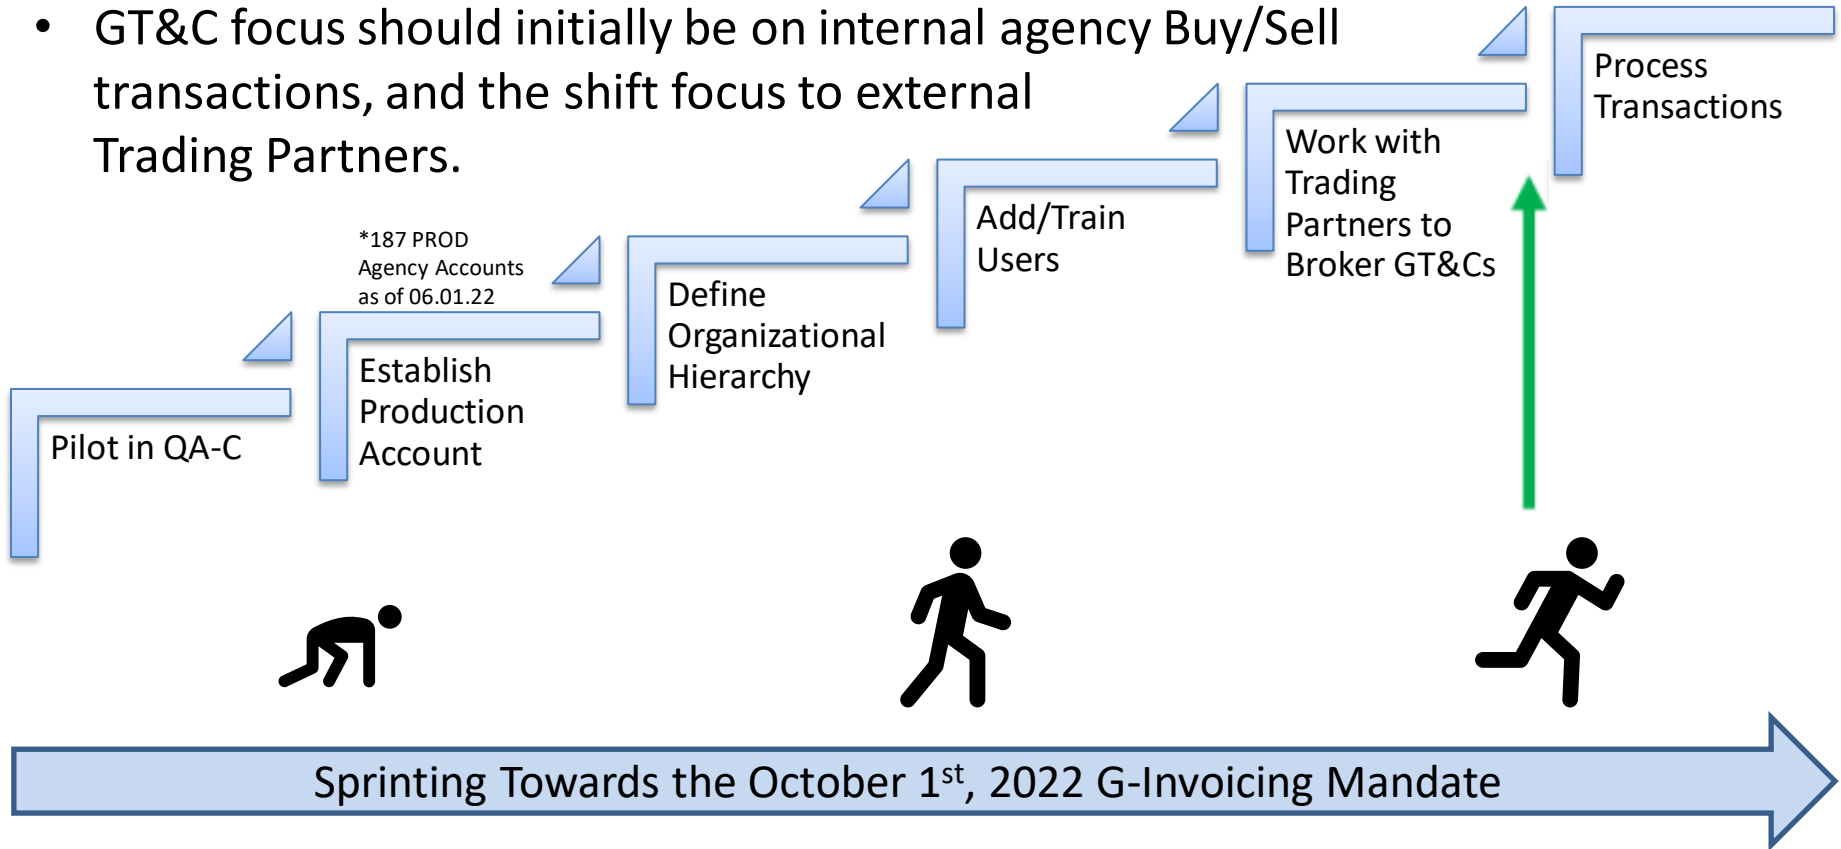 • GT&C focus should initially be on internal agency Buy/Sell
transactions, and the shift focus to external
Trading Partners.
Pilot in QA-C
*187 PROD
Agency Accounts
as of 06.01.22
Establish
Production
Account
Define
Organizational
Hierarchy
Add/Train
Users
Work with
Trading
Partners to
Broker GT&Cs
Process
Transactions
Sprinting Towards the October 1st, 2022 G-Invoicing Mandate